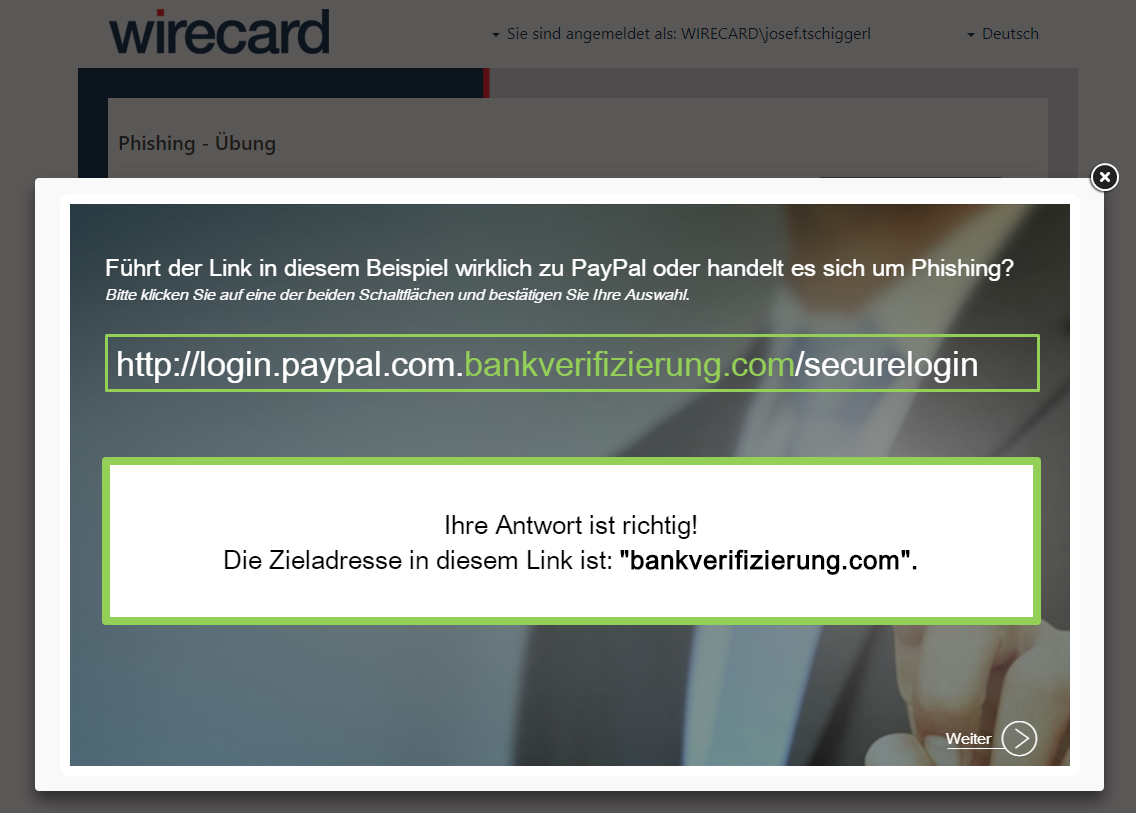 wirecard
Sie sind angemeldet als: WIRECARD\josef.tschiggerl
Deutsch
Phishing - Übung
Führt der Link in diesem Beispiel wirklich zu PayPal oder handelt es sich um Phishing?
Bitte klicken Sie auf eine der beiden Schaltflächen und bestätigen Sie Ihre Auswahl.
http://login.paypal.com.bankverifizierung.com/securelogin
Ihre Antwort ist richtig!
Die Zieladresse in diesem Link ist: "bankverifizierung.com".
Weiter